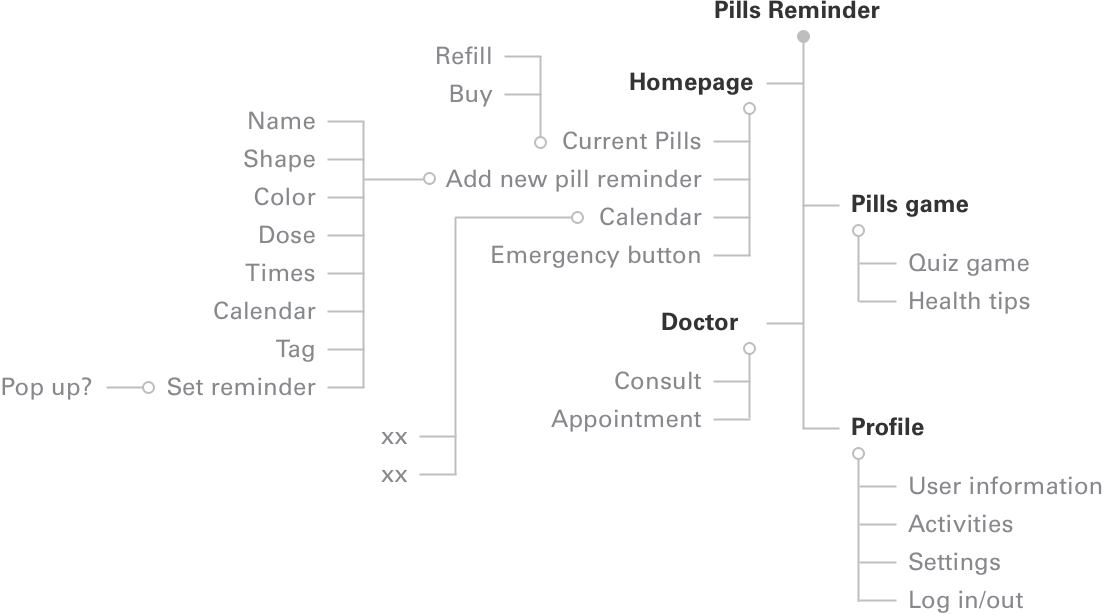 Pills Reminder
Homepage
Current Pills
Refill
Buy
Add new pill reminder
Name
Shape
Color
Dose
Times
Calendar
Tag
Set reminder
Pop up?
Calendar
xx
xx
Emergency button
Pills game
Quiz game
Health tips
Doctor
Consult
Appointment
Profile
User information
Activities
Settings
Log in/out